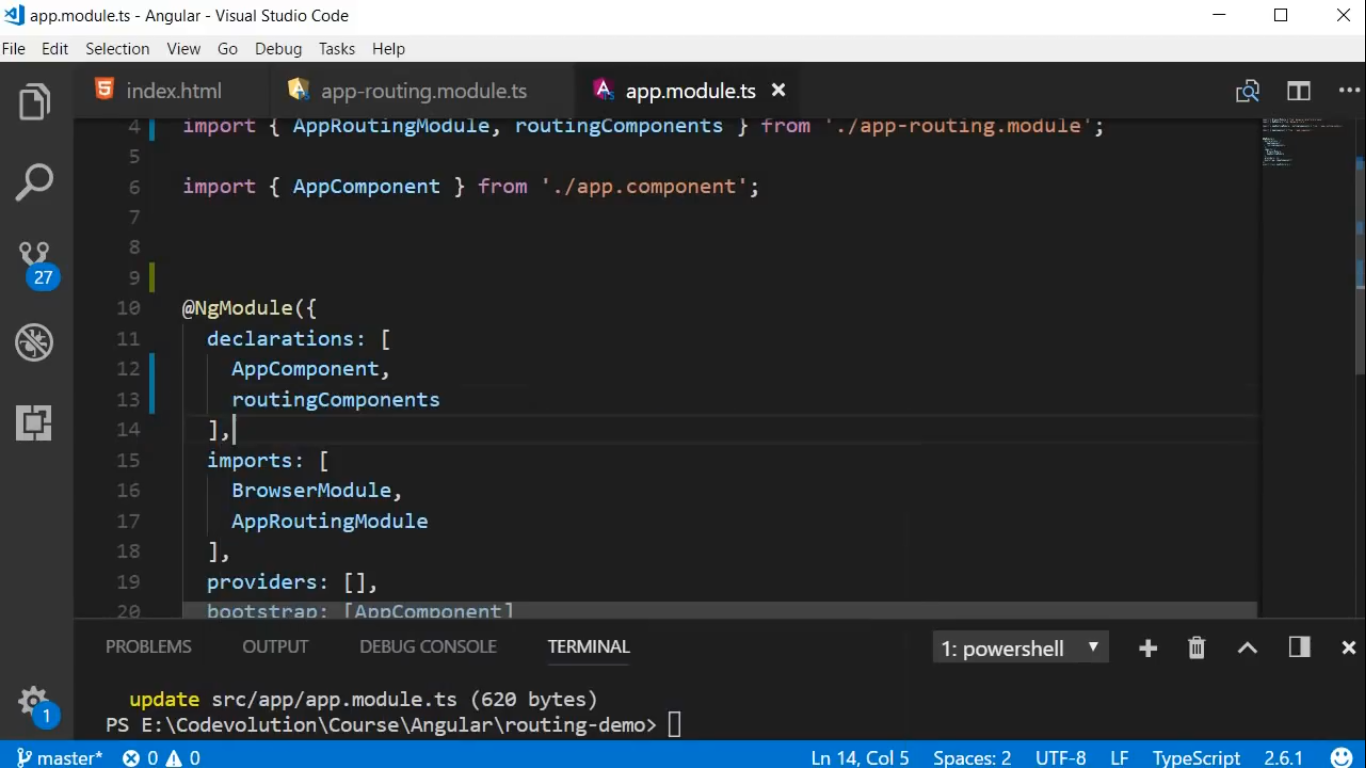 app.module.ts - Angular - Visual Studio Code
File Edit Selection View Go Debug Tasks Help
index.html app-routing.module.ts app.module.ts
4 import { AppRoutingModule, routingComponents } from './app-routing.module';
5
6 import { AppComponent } from './app.component';
7
8
9
10 @NgModule({
11 declarations: [
12 AppComponent,
13 routingComponents
14 ],
15 imports: [
16 BrowserModule,
17 AppRoutingModule
18 ],
19 providers: [],
20 bootstrap: [AppComponent]
27
1
PROBLEMS OUTPUT DEBUG CONSOLE TERMINAL 1: powershell
update src/app/app.module.ts (620 bytes)
PS E:\Codevolution\Course\Angular\routing-demo>
master* 0 0 Ln 14, Col 5 Spaces: 2 UTF-8 LF TypeScript 2.6.1